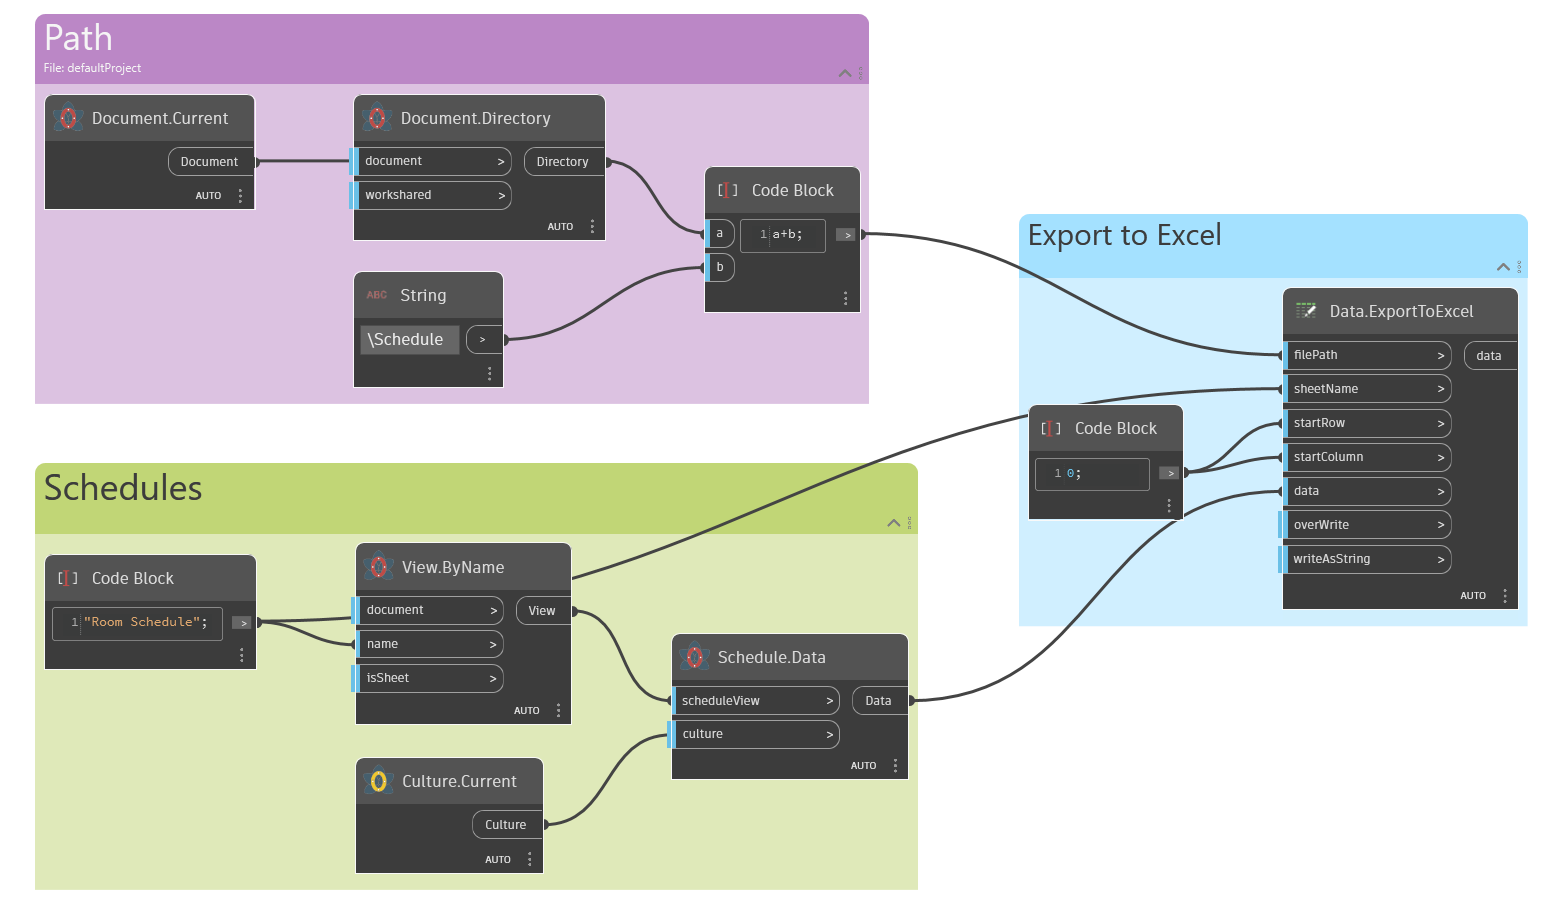 Path
File: defaultProject
Document.Current
Document
AUTO
Document.Directory
document >
Directory
workshared >
AUTO
ABC String
\Schedule >
Code Block
a
1 a+b; >
b
Export to Excel
Data.ExportToExcel
filePath >
data
sheetName >
startRow >
startColumn >
data >
overWrite >
writeAsString >
AUTO
Code Block
1 0; >
Schedules
Code Block
1 "Room Schedule"; >
View.ByName
document >
View
name >
isSheet >
AUTO
Culture.Current
Culture
AUTO
Schedule.Data
scheduleView >
Data
culture >
AUTO